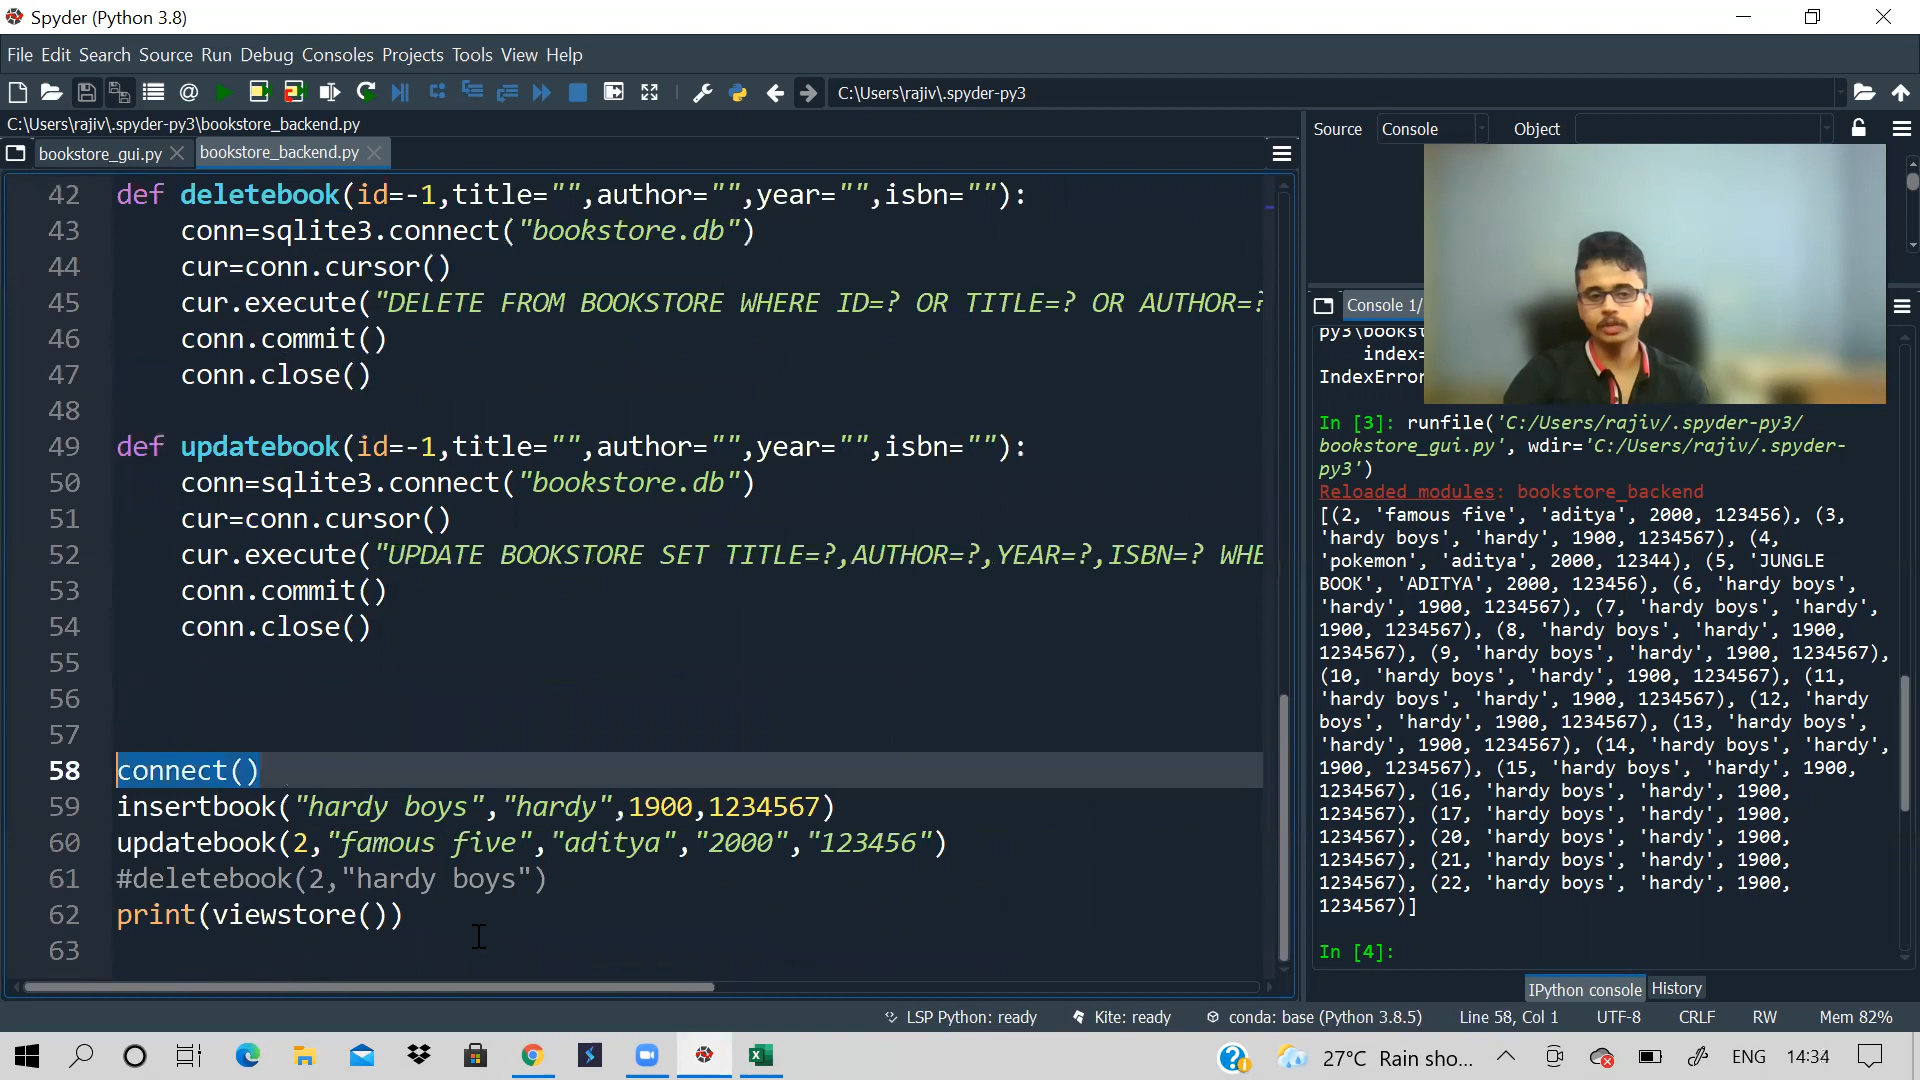 Spyder (Python 3.8)
File Edit Search Source Run Debug Consoles Projects Tools View Help
C:\Users\rajiv\.spyder-py3
C:\Users\rajiv\.spyder-py3\bookstore_backend.py
bookstore_gui.py
bookstore_backend.py
42 def deletebook(id=-1,title="",author="",year="",isbn=""):
43 conn=sqlite3.connect("bookstore.db")
44 cur=conn.cursor()
45 cur.execute("DELETE FROM BOOKSTORE WHERE ID=? OR TITLE=? OR AUTHOR=?
46 conn.commit()
47 conn.close()
48
49 def updatebook(id=-1,title="",author="",year="",isbn=""):
50 conn=sqlite3.connect("bookstore.db")
51 cur=conn.cursor()
52 cur.execute("UPDATE BOOKSTORE SET TITLE=?,AUTHOR=?,YEAR=?,ISBN=? WHE
53 conn.commit()
54 conn.close()
55
56
57
58 connect()
59 insertbook("hardy boys","hardy",1900,1234567)
60 updatebook(2,"famous five","aditya","2000","123456")
61 #deletebook(2,"hardy boys")
62 print(viewstore())
63
Source Console Object
Console 1/
py3\bookst
index=
IndexError
In [3]: runfile('C:/Users/rajiv/.spyder-py3/
bookstore_gui.py', wdir='C:/Users/rajiv/.spyder-
py3')
Reloaded modules: bookstore_backend
[(2, 'famous five', 'aditya', 2000, 123456), (3,
'hardy boys', 'hardy', 1900, 1234567), (4,
'pokemon', 'aditya', 2000, 12344), (5, 'JUNGLE
BOOK', 'ADITYA', 2000, 123456), (6, 'hardy boys',
'hardy', 1900, 1234567), (7, 'hardy boys', 'hardy',
1900, 1234567), (8, 'hardy boys', 'hardy', 1900,
1234567), (9, 'hardy boys', 'hardy', 1900, 1234567),
(10, 'hardy boys', 'hardy', 1900, 1234567), (11,
'hardy boys', 'hardy', 1900, 1234567), (12, 'hardy
boys', 'hardy', 1900, 1234567), (13, 'hardy boys',
'hardy', 1900, 1234567), (14, 'hardy boys', 'hardy',
1900, 1234567), (15, 'hardy boys', 'hardy', 1900,
1234567), (16, 'hardy boys', 'hardy', 1900,
1234567), (17, 'hardy boys', 'hardy', 1900,
1234567), (20, 'hardy boys', 'hardy', 1900,
1234567), (21, 'hardy boys', 'hardy', 1900,
1234567), (22, 'hardy boys', 'hardy', 1900,
1234567)]
In [4]:
IPython console History
LSP Python: ready Kite: ready conda: base (Python 3.8.5) Line 58, Col 1 UTF-8 CRLF RW Mem 82%
27°C Rain sho... ENG 14:34